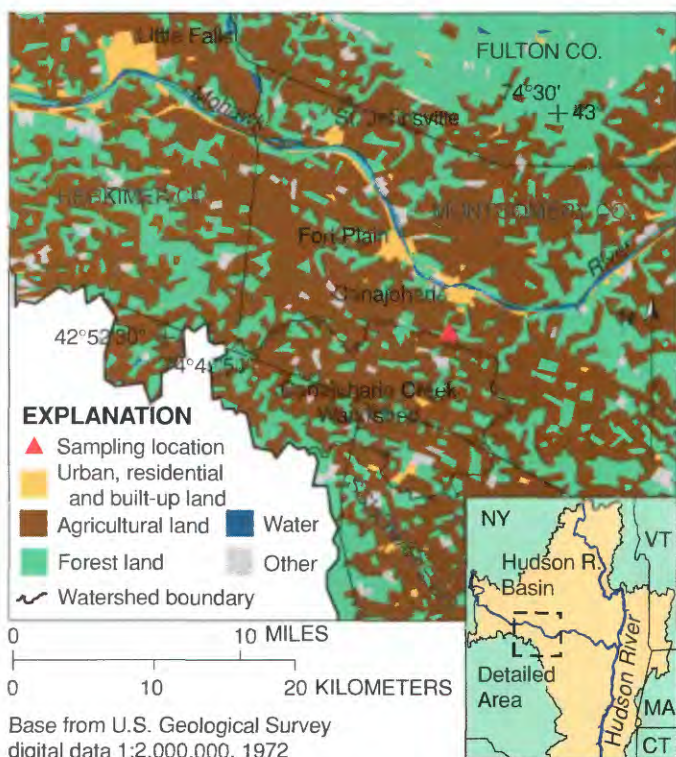 Little Falls
FULTON CO.
74°30'
43
Mohawk
St. Johnsville
HERKIMER CO.
MONTGOMERY CO.
Fort Plain
River
Canajoharie
42°52'30"
Canajoharie Creek
Watershed
EXPLANATION
Sampling location
Urban, residential
and built-up land
Agricultural land
Water
Forest land
Other
Watershed boundary
0 10 MILES
0 10 20 KILOMETERS
Base from U.S. Geological Survey
digital data 1:2,000,000, 1972
NY
VT
Hudson R.
Basin
Hudson River
Detailed
Area
MA
CT